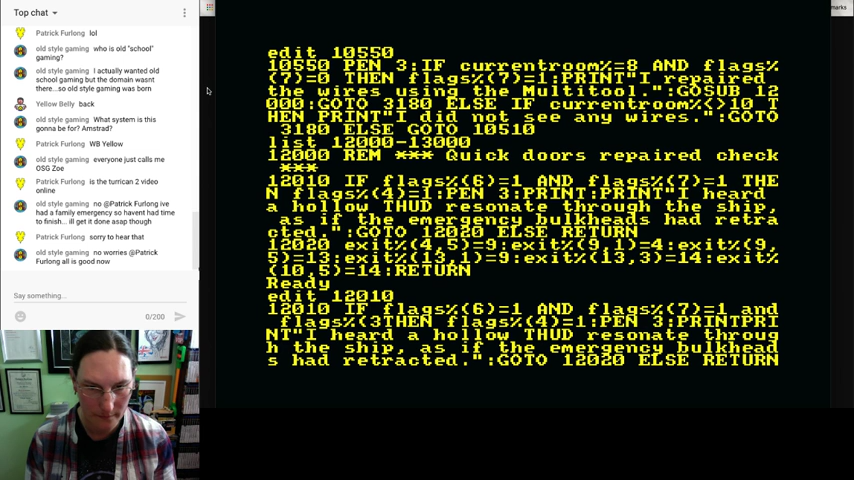 Top chat
Patrick Furlong lol
old style gaming who is old "school"
gaming?
old style gaming I actually wanted old
school gaming but the domain wasnt
there...so old style gaming was born
Yellow Belly back
old style gaming What system is this
gonna be for? Amstrad?
Patrick Furlong WB Yellow
old style gaming everyone just calls me
OSG Zoe
Patrick Furlong is the turrican 2 video
online
old style gaming no @Patrick Furlong ive
had a family emergency so havent had time
to finish... ill get it done asap though
Patrick Furlong sorry to hear that
old style gaming no worries @Patrick
Furlong all is good now
Say something...
0/200
marks
edit 10550
10550 PEN 3:IF currentroom%=8 AND flags%
(7)=0 THEN flags%(7)=1:PRINT"I repaired
the wires using the Multitool.":GOSUB 12
000:GOTO 3180 ELSE IF currentroom%<>10 T
HEN PRINT"I did not see any wires.":GOTO
3180 ELSE GOTO 10510
list 12000-13000
12000 REM *** Quick doors repaired check
***
12010 IF flags%(6)=1 AND flags%(7)=1 THE
N flags%(4)=1:PEN 3:PRINT:PRINT"I heard
a hollow THUD resonate through the ship,
as if the emergency bulkheads had retra
cted.":GOTO 12020 ELSE RETURN
12020 exit%(4,5)=9:exit%(9,1)=4:exit%(9,
5)=13:exit%(13,1)=9:exit%(13,3)=14:exit%
(10,5)=14:RETURN
Ready
edit 12010
12010 IF flags%(6)=1 AND flags%(7)=1 and
flags%(3THEN flags%(4)=1:PEN 3:PRINTPRI
NT"I heard a hollow THUD resonate throug
h the ship, as if the emergency bulkhead
s had retracted.":GOTO 12020 ELSE RETURN